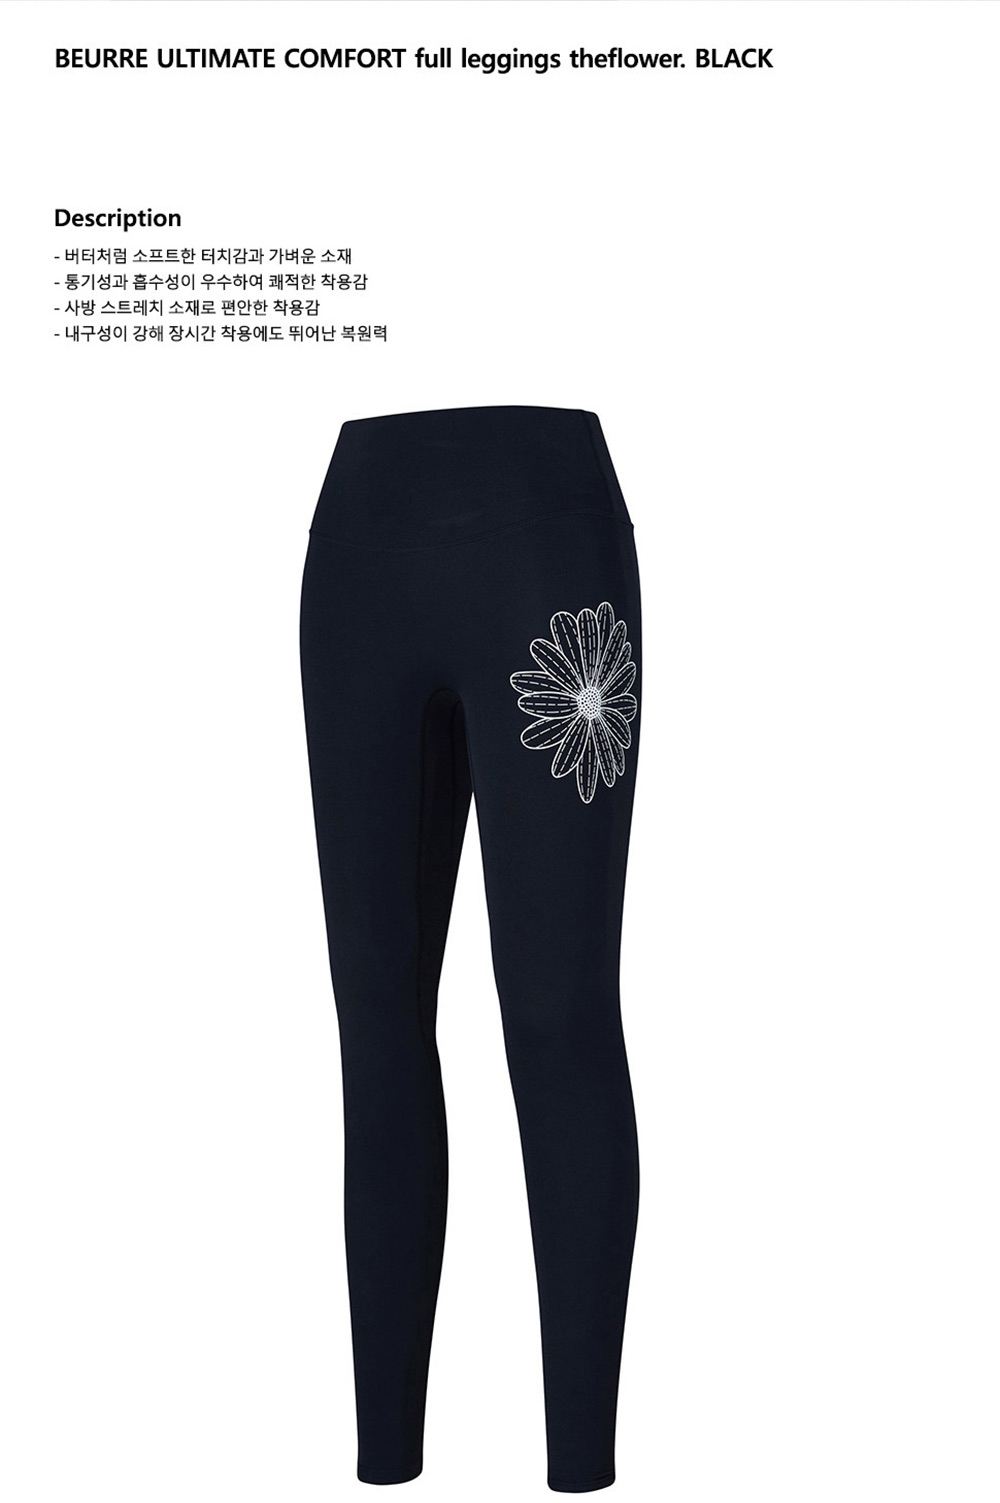 BEURRE ULTIMATE COMFORT full leggings theflower. BLACK
Description
- 버터처럼 소프트한 터치감과 가벼운 소재
- 통기성과 흡수성이 우수하여 쾌적한 착용감
- 사방 스트레치 소재로 편안한 착용감
- 내구성이 강해 장시간 착용에도 뛰어난 복원력